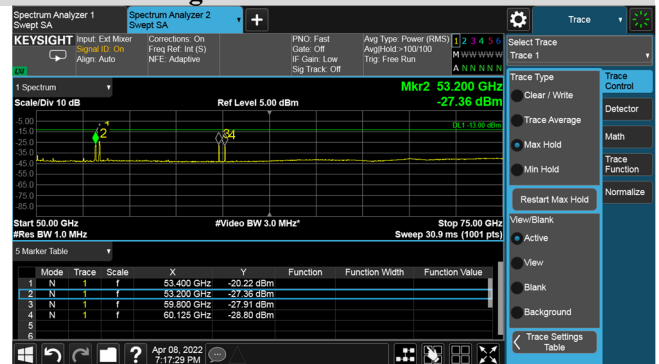 Spectrum Analyzer 1
Swept SA
Spectrum Analyzer 2
Swept SA
Trace
KEYSIGHT
Input: Ext Mixer
Signal ID: On
Align: Auto
Corrections: On
Freq Ref: Int (S)
NFE: Adaptive
PNO: Fast
Gate: Off
IF Gain: Low
Sig Track: Off
Avg Type: Power (RMS)
Avg|Hold:>100/100
Trig: Free Run
1 2 3 4 5 6
M W W W W W
A N N N N N
Select Trace
Trace 1
1 Spectrum
Scale/Div 10 dB
Ref Level 5.00 dBm
Mkr2 53.200 GHz
-27.36 dBm
DL1 -13.00 dBm
-5.00
-15.0
-25.0
-35.0
-45.0
-55.0
-65.0
-75.0
-85.0
1
2
3
4
Start 50.00 GHz
#Res BW 1.0 MHz
#Video BW 3.0 MHz*
Stop 75.00 GHz
Sweep 30.9 ms (1001 pts)
5 Marker Table
Mode Trace Scale X Y Function Function Width Function Value
1 N 1 f 53.400 GHz -20.22 dBm
2 N 1 f 53.200 GHz -27.36 dBm
3 N 1 f 59.800 GHz -27.91 dBm
4 N 1 f 60.125 GHz -28.80 dBm
5
6
Apr 08, 2022
7:17:29 PM
Trace Type
Clear / Write
Trace Average
Max Hold
Min Hold
Restart Max Hold
View/Blank
Active
View
Blank
Background
Trace Settings
Table
Trace
Control
Detector
Math
Trace
Function
Normalize